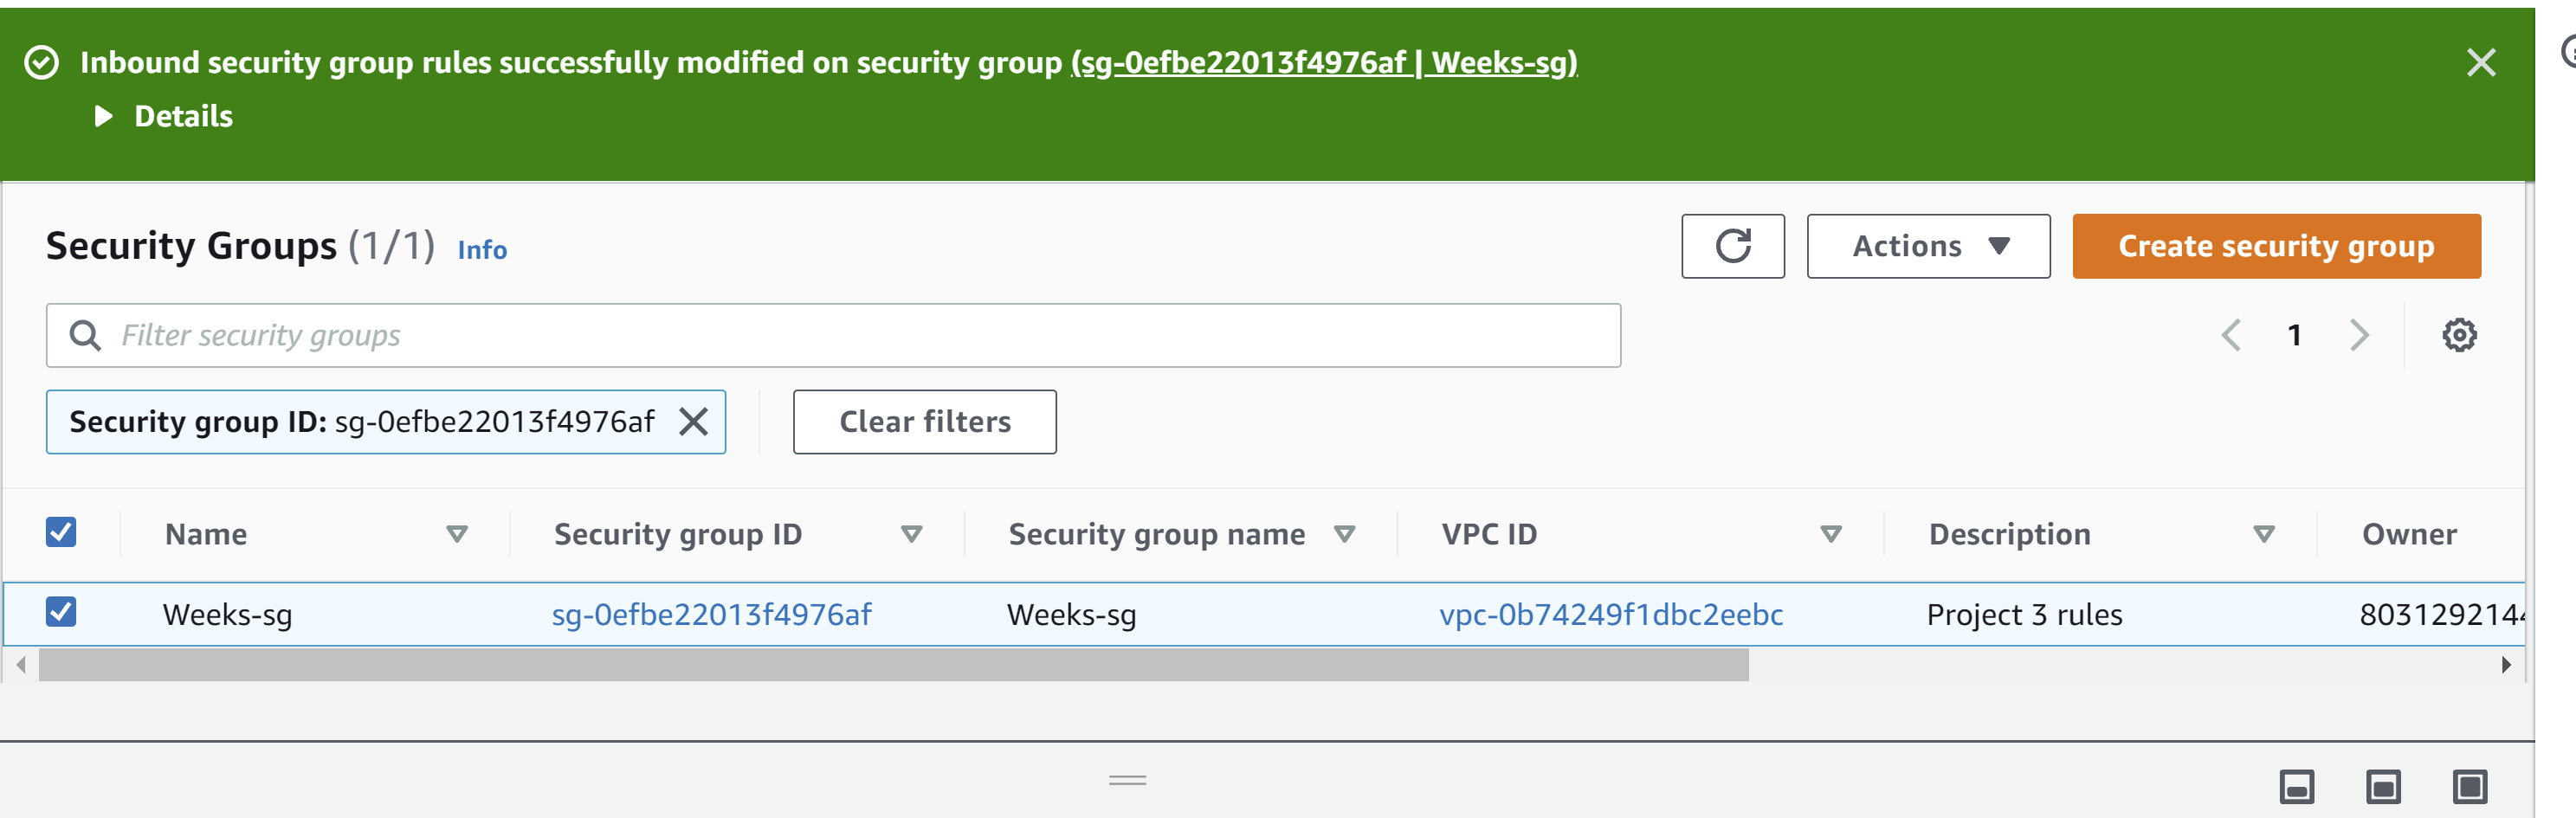 Inbound security group rules successfully modified on security group (sg-0efbe22013f4976af | Weeks-sg)
Details
Security Groups (1/1) Info
Actions
Create security group
Filter security groups
1
Security group ID: sg-0efbe22013f4976af
Clear filters
Name Security group ID Security group name VPC ID Description Owner
Weeks-sg sg-0efbe22013f4976af Weeks-sg vpc-0b74249f1dbc2eebc Project 3 rules